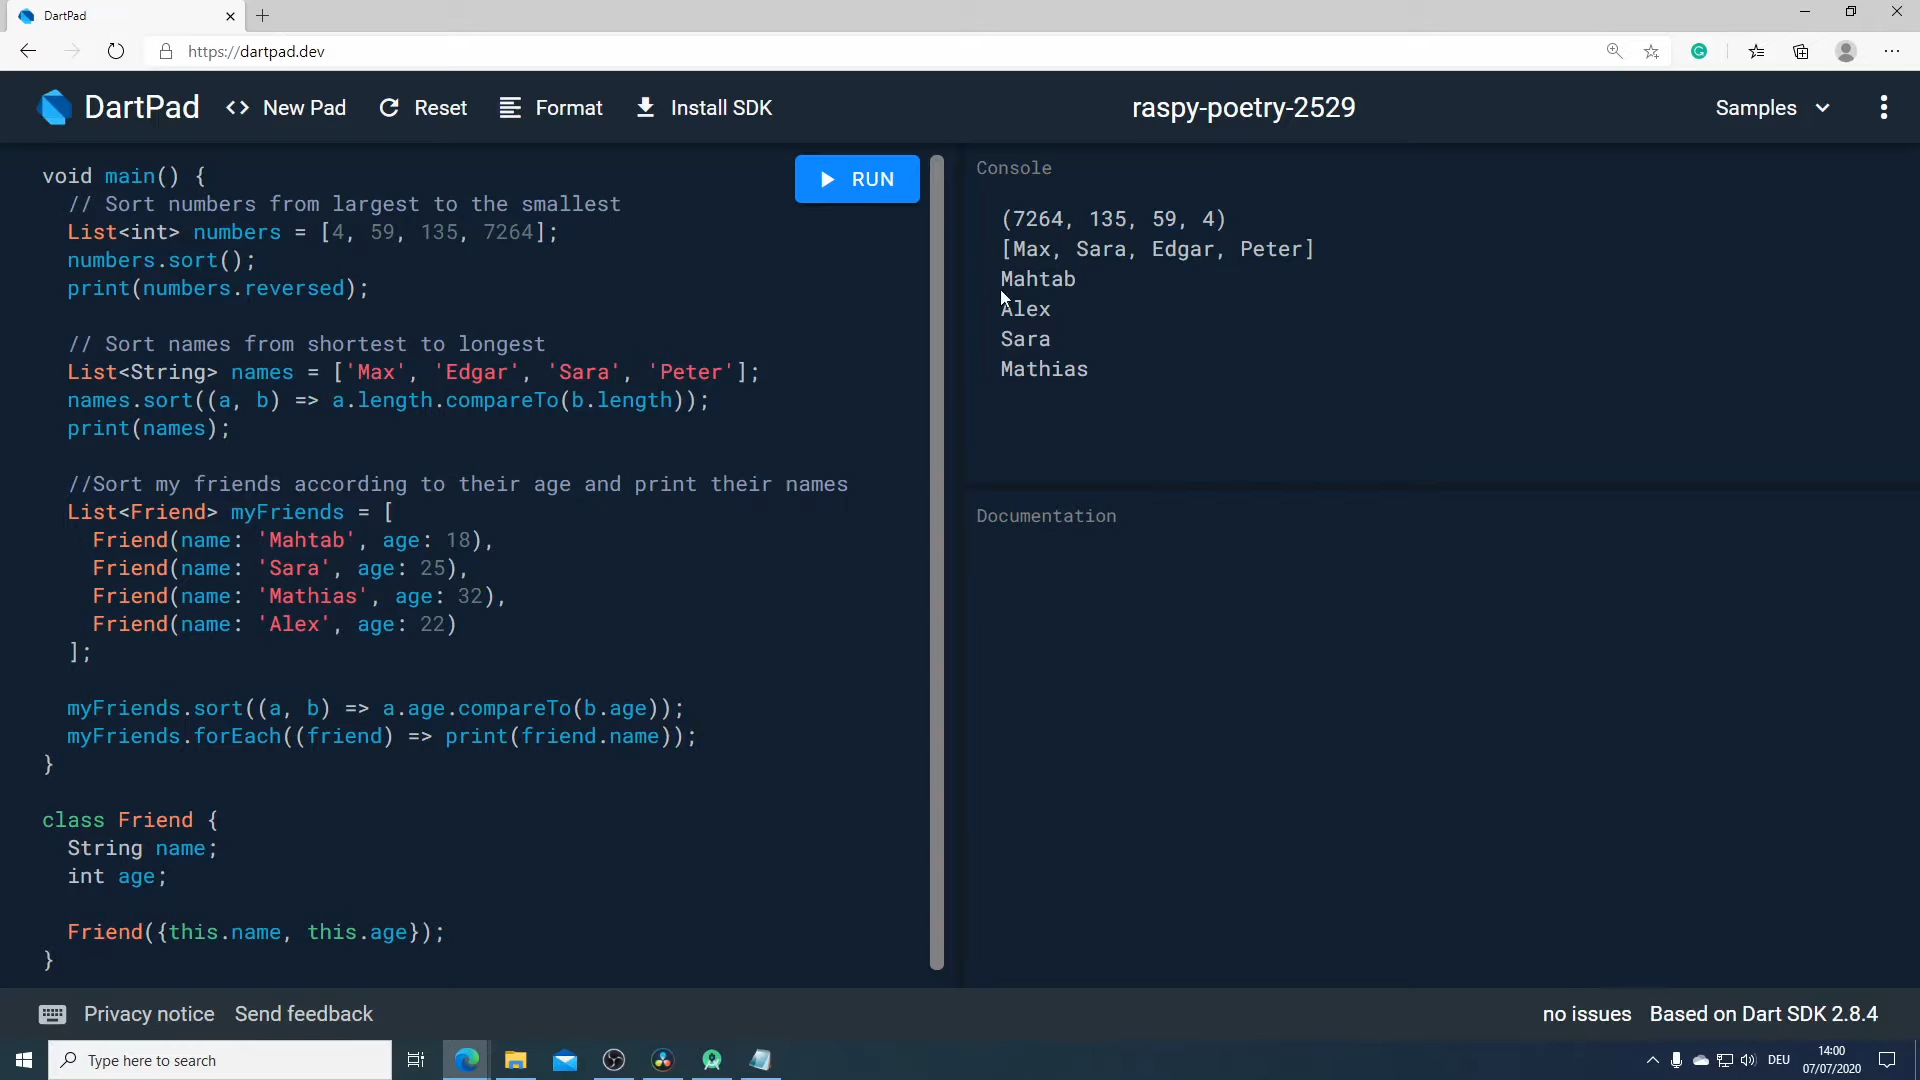 DartPad
https://dartpad.dev
DartPad
<> New Pad
Reset
Format
Install SDK
raspy-poetry-2529
Samples
void main() {
  // Sort numbers from largest to the smallest
  List<int> numbers = [4, 59, 135, 7264];
  numbers.sort();
  print(numbers.reversed);
  // Sort names from shortest to longest
  List<String> names = ['Max', 'Edgar', 'Sara', 'Peter'];
  names.sort((a, b) => a.length.compareTo(b.length));
  print(names);
  //Sort my friends according to their age and print their names
  List<Friend> myFriends = [
    Friend(name: 'Mahtab', age: 18),
    Friend(name: 'Sara', age: 25),
    Friend(name: 'Mathias', age: 32),
    Friend(name: 'Alex', age: 22)
  ];
  myFriends.sort((a, b) => a.age.compareTo(b.age));
  myFriends.forEach((friend) => print(friend.name));
}
class Friend {
  String name;
  int age;
  Friend({this.name, this.age});
}
RUN
Console
(7264, 135, 59, 4)
[Max, Sara, Edgar, Peter]
Mahtab
Alex
Sara
Mathias
Documentation
Privacy notice
Send feedback
no issues
Based on Dart SDK 2.8.4
Type here to search
DEU
14:00
07/07/2020